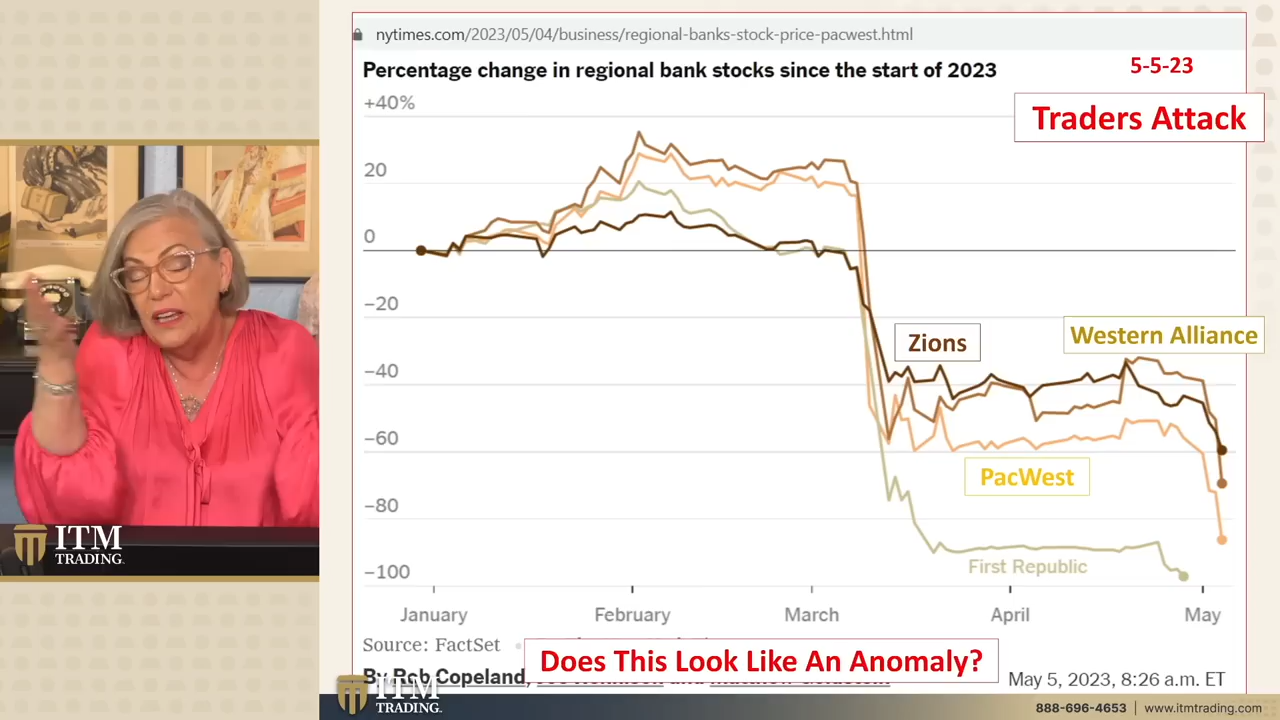 nytimes.com/2023/05/04/business/regional-banks-stock-price-pacwest.html
Percentage change in regional bank stocks since the start of 2023
5-5-23
Traders Attack
+40%
20
0
−20
−40
−60
−80
−100
Zions
Western Alliance
PacWest
First Republic
January
February
March
April
May
Source: FactSet
Does This Look Like An Anomaly?
By Rob Copeland,
May 5, 2023, 8:26 a.m. ET
ITM
TRADING
ITM
TRADING
888-696-4653 | www.itmtrading.com